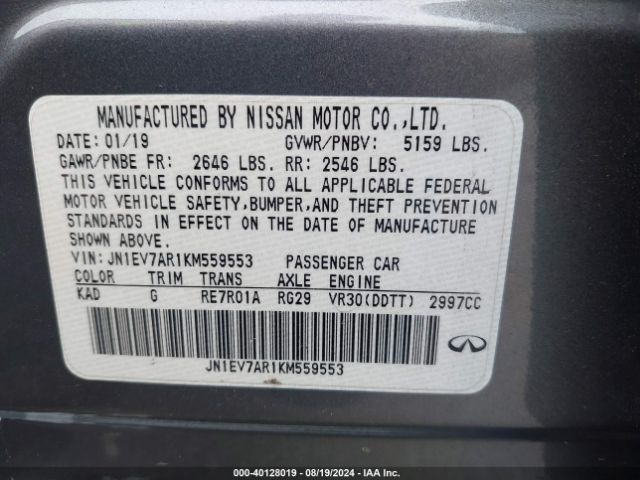 MANUFACTURED BY NISSAN MOTOR CO.,LTD.
DATE: 01/19 GVWR/PNBV: 5159 LBS.
GAWR/PNBE FR: 2646 LBS. RR: 2546 LBS.
THIS VEHICLE CONFORMS TO ALL APPLICABLE FEDERAL
MOTOR VEHICLE SAFETY,BUMPER,AND THEFT PREVENTION
STANDARDS IN EFFECT ON THE DATE OF MANUFACTURE
SHOWN ABOVE.
VIN: JN1EV7AR1KM559553 PASSENGER CAR
COLOR TRIM TRANS AXLE ENGINE
KAD G RE7R01A RG29 VR30(DDTT) 2997CC
JN1EV7AR1KM559553
000-40128019 - 08/19/2024 - IAAI.COM